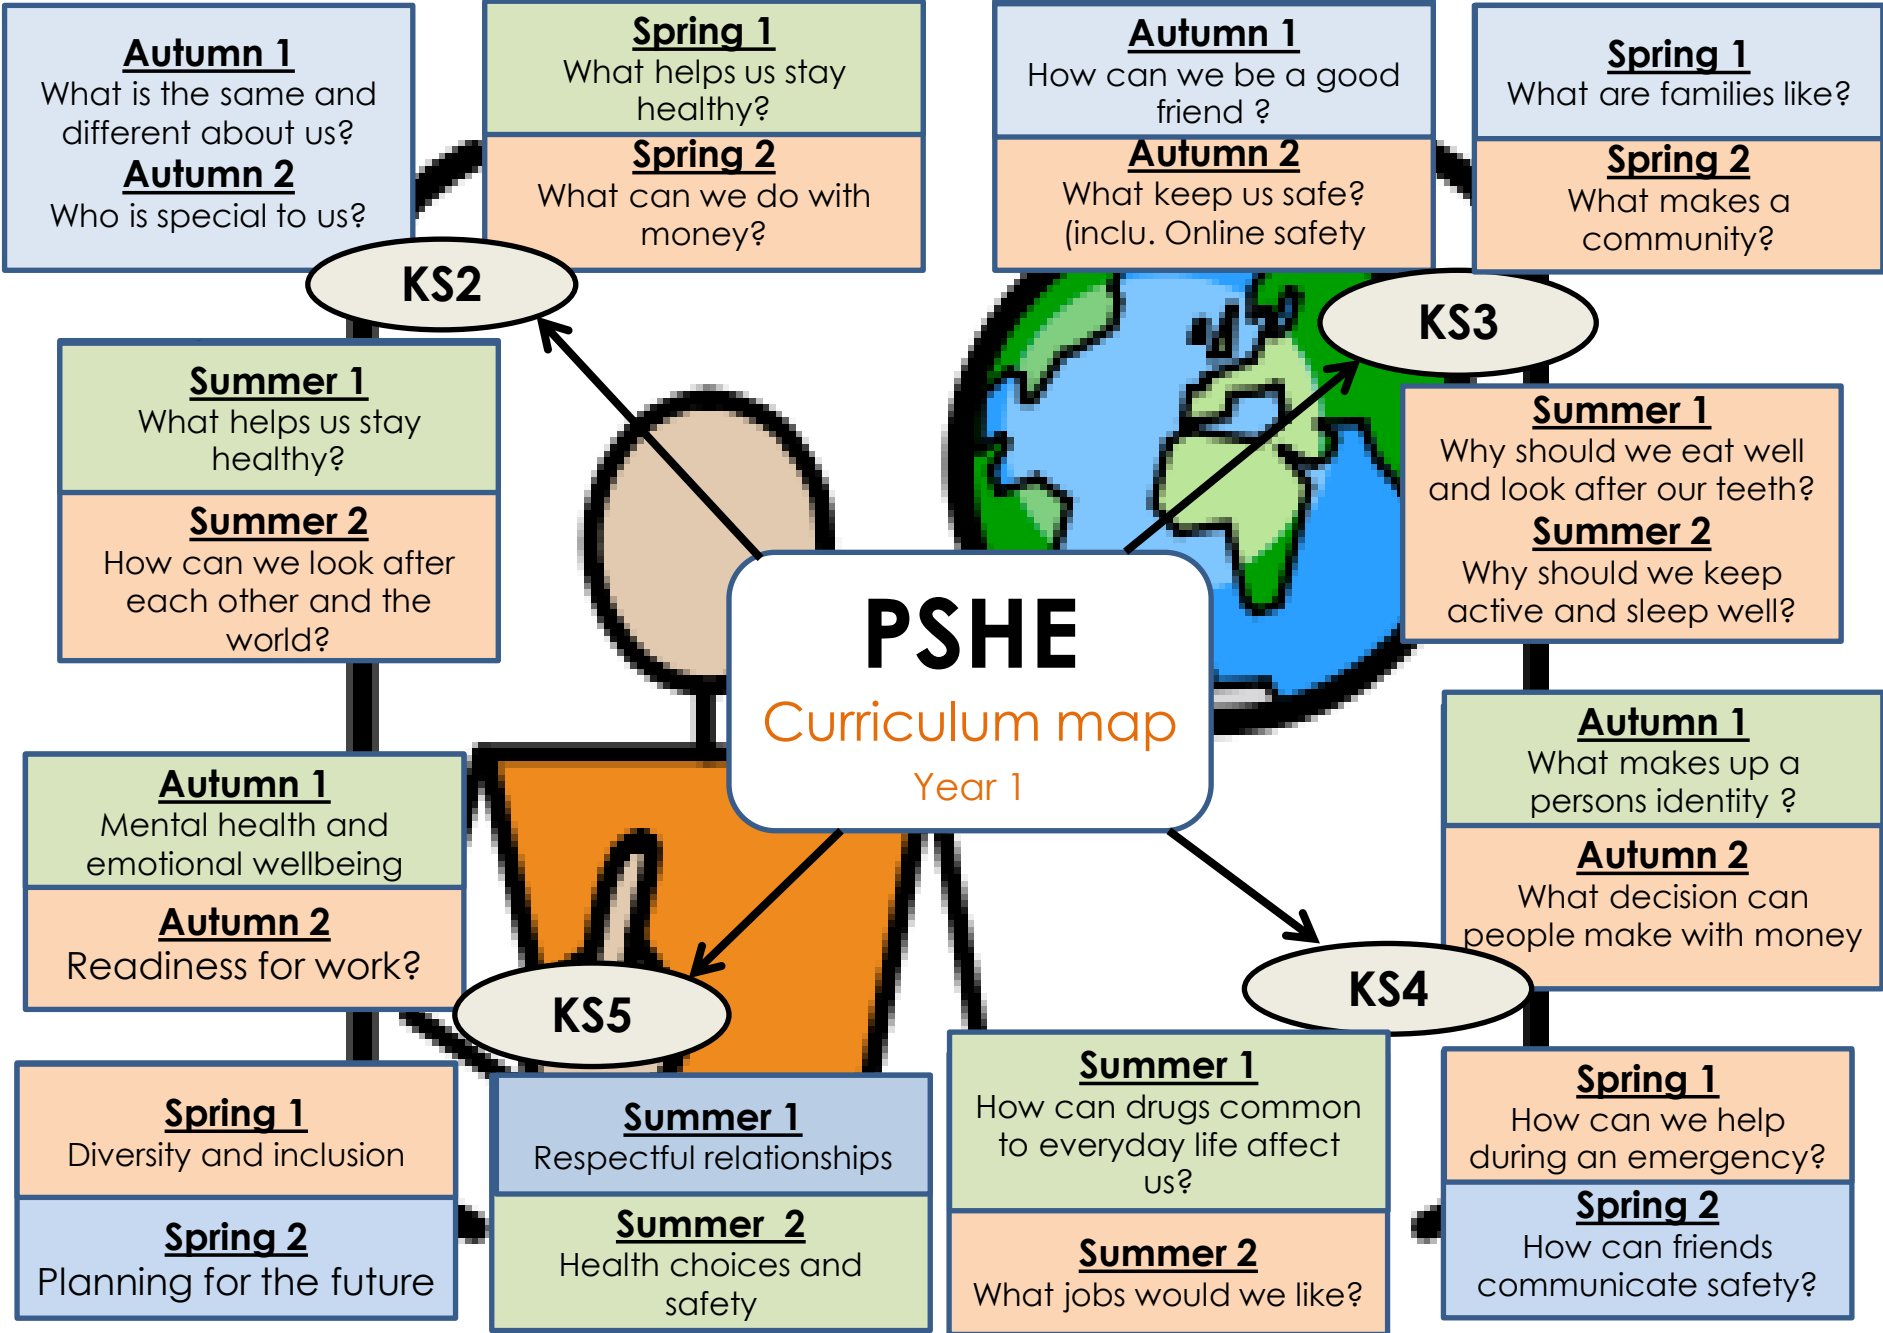 Autumn 1
What is the same and
different about us?
Autumn 2
Who is special to us?
Spring 1
What helps us stay
healthy?
Spring 2
What can we do with
money?
KS2
Summer 1
What helps us stay
healthy?
Summer 2
How can we look after
each other and the
world?
Autumn 1
How can we be a good
friend ?
Autumn 2
What keep us safe?
(inclu. Online safety
Spring 1
What are families like?
Spring 2
What makes a
community?
KS3
Summer 1
Why should we eat well
and look after our teeth?
Summer 2
Why should we keep
active and sleep well?
PSHE
Curriculum map
Year 1
Autumn 1
Mental health and
emotional wellbeing
Autumn 2
Readiness for work?
KS5
Spring 1
Diversity and inclusion
Spring 2
Planning for the future
Summer 1
Respectful relationships
Summer 2
Health choices and
safety
Autumn 1
What makes up a
persons identity ?
Autumn 2
What decision can
people make with money
KS4
Summer 1
How can drugs common
to everyday life affect
us?
Summer 2
What jobs would we like?
Spring 1
How can we help
during an emergency?
Spring 2
How can friends
communicate safety?